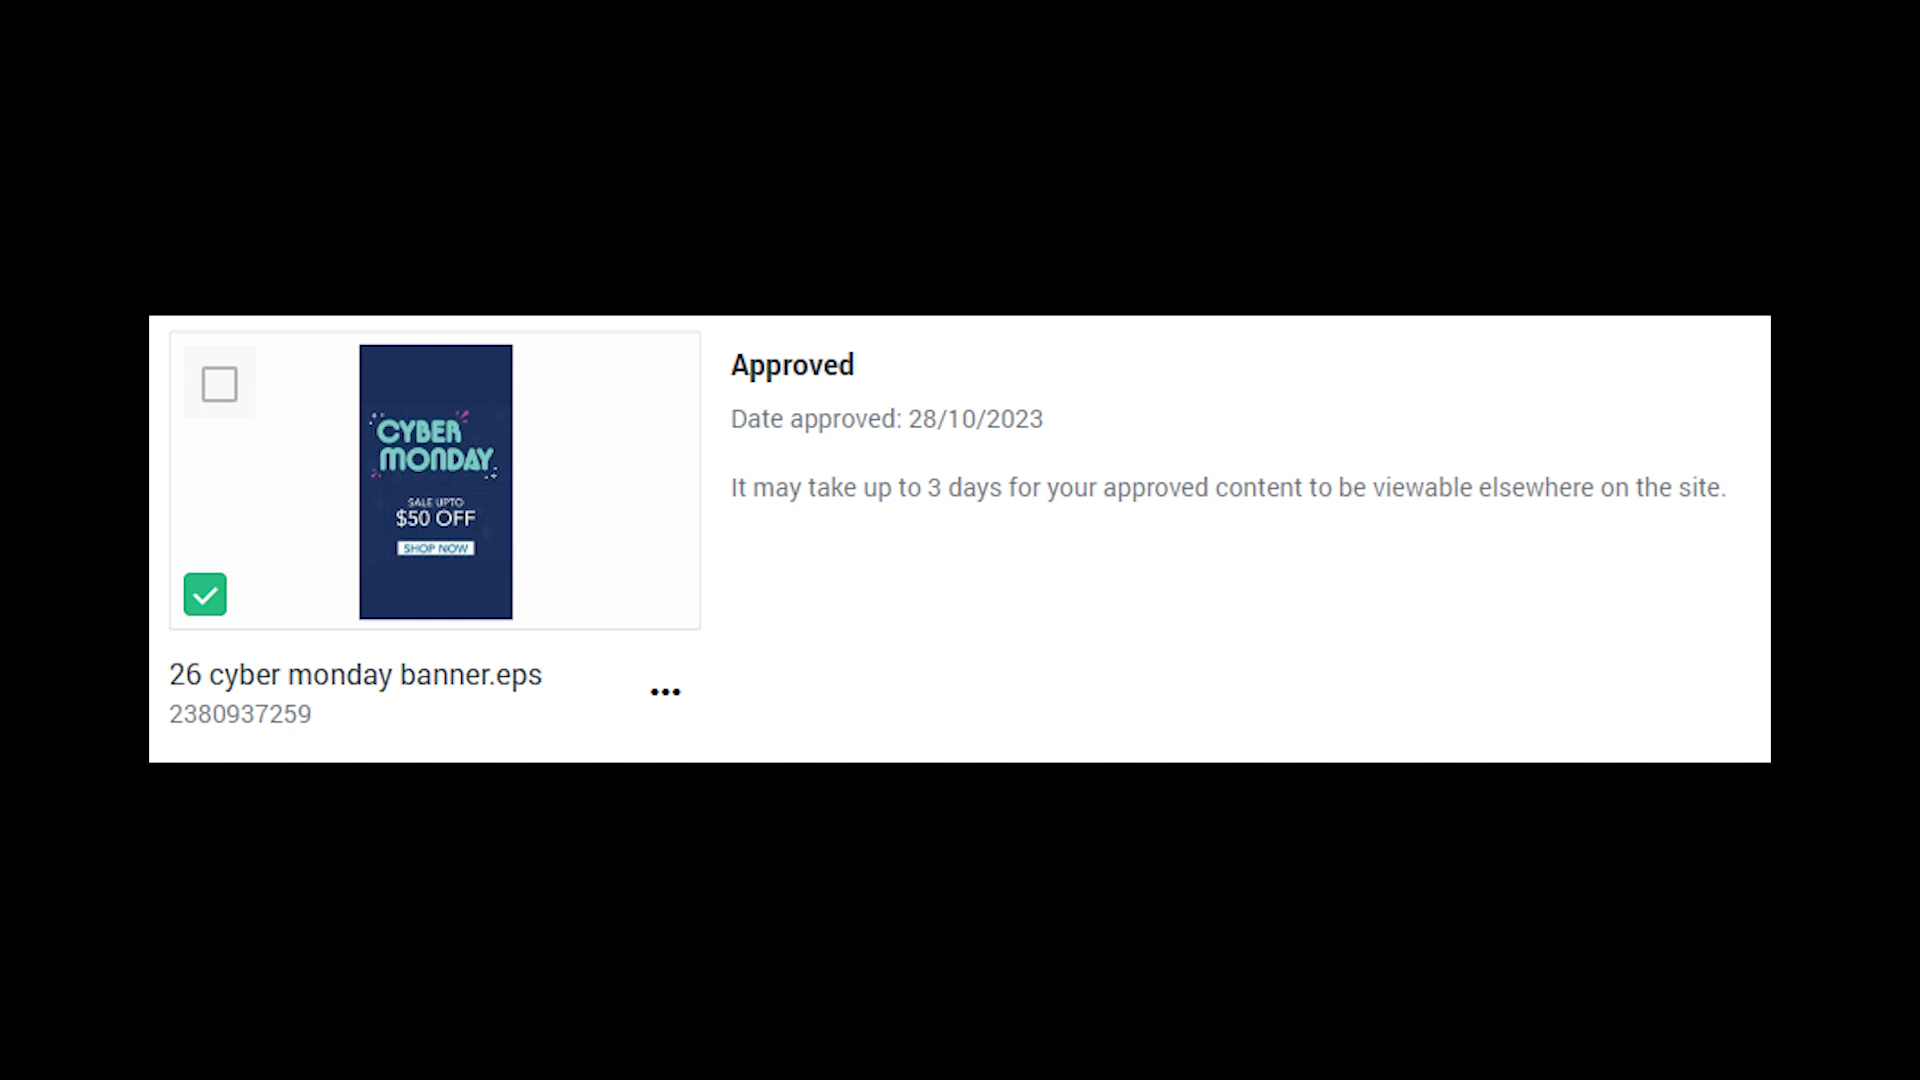 CYBER
MONDAY
SALE UPTO
$50 OFF
SHOP NOW
26 cyber monday banner.eps
2380937259
Approved
Date approved: 28/10/2023
It may take up to 3 days for your approved content to be viewable elsewhere on the site.